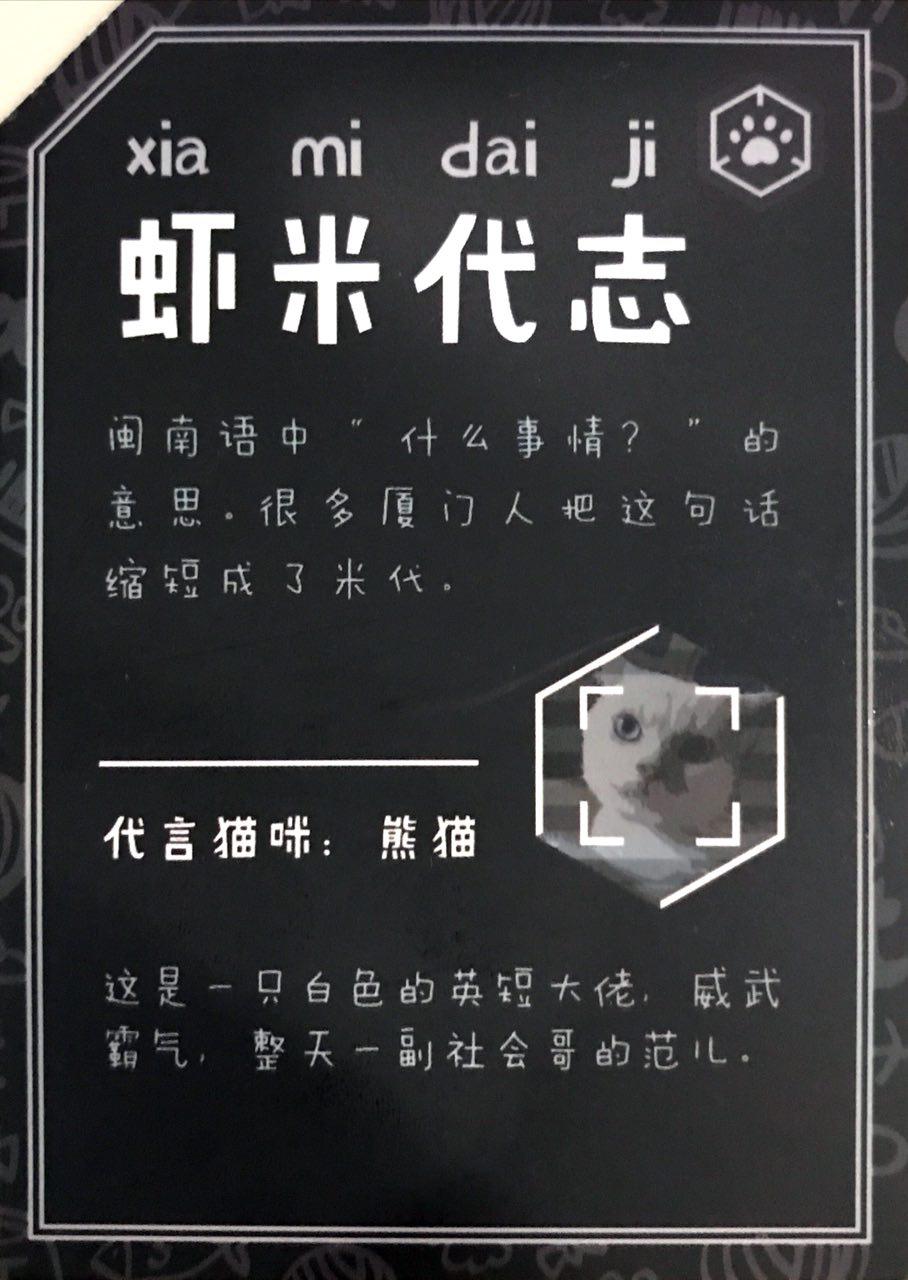 xia mi dai ji
虾米代志
闽南语中“什么事情？”的
意思。很多厦门人把这句话
缩短成了米代。
代言猫咪：熊猫
这是一只白色的英短大佬，威武
霸气，整天一副社会哥的范儿。